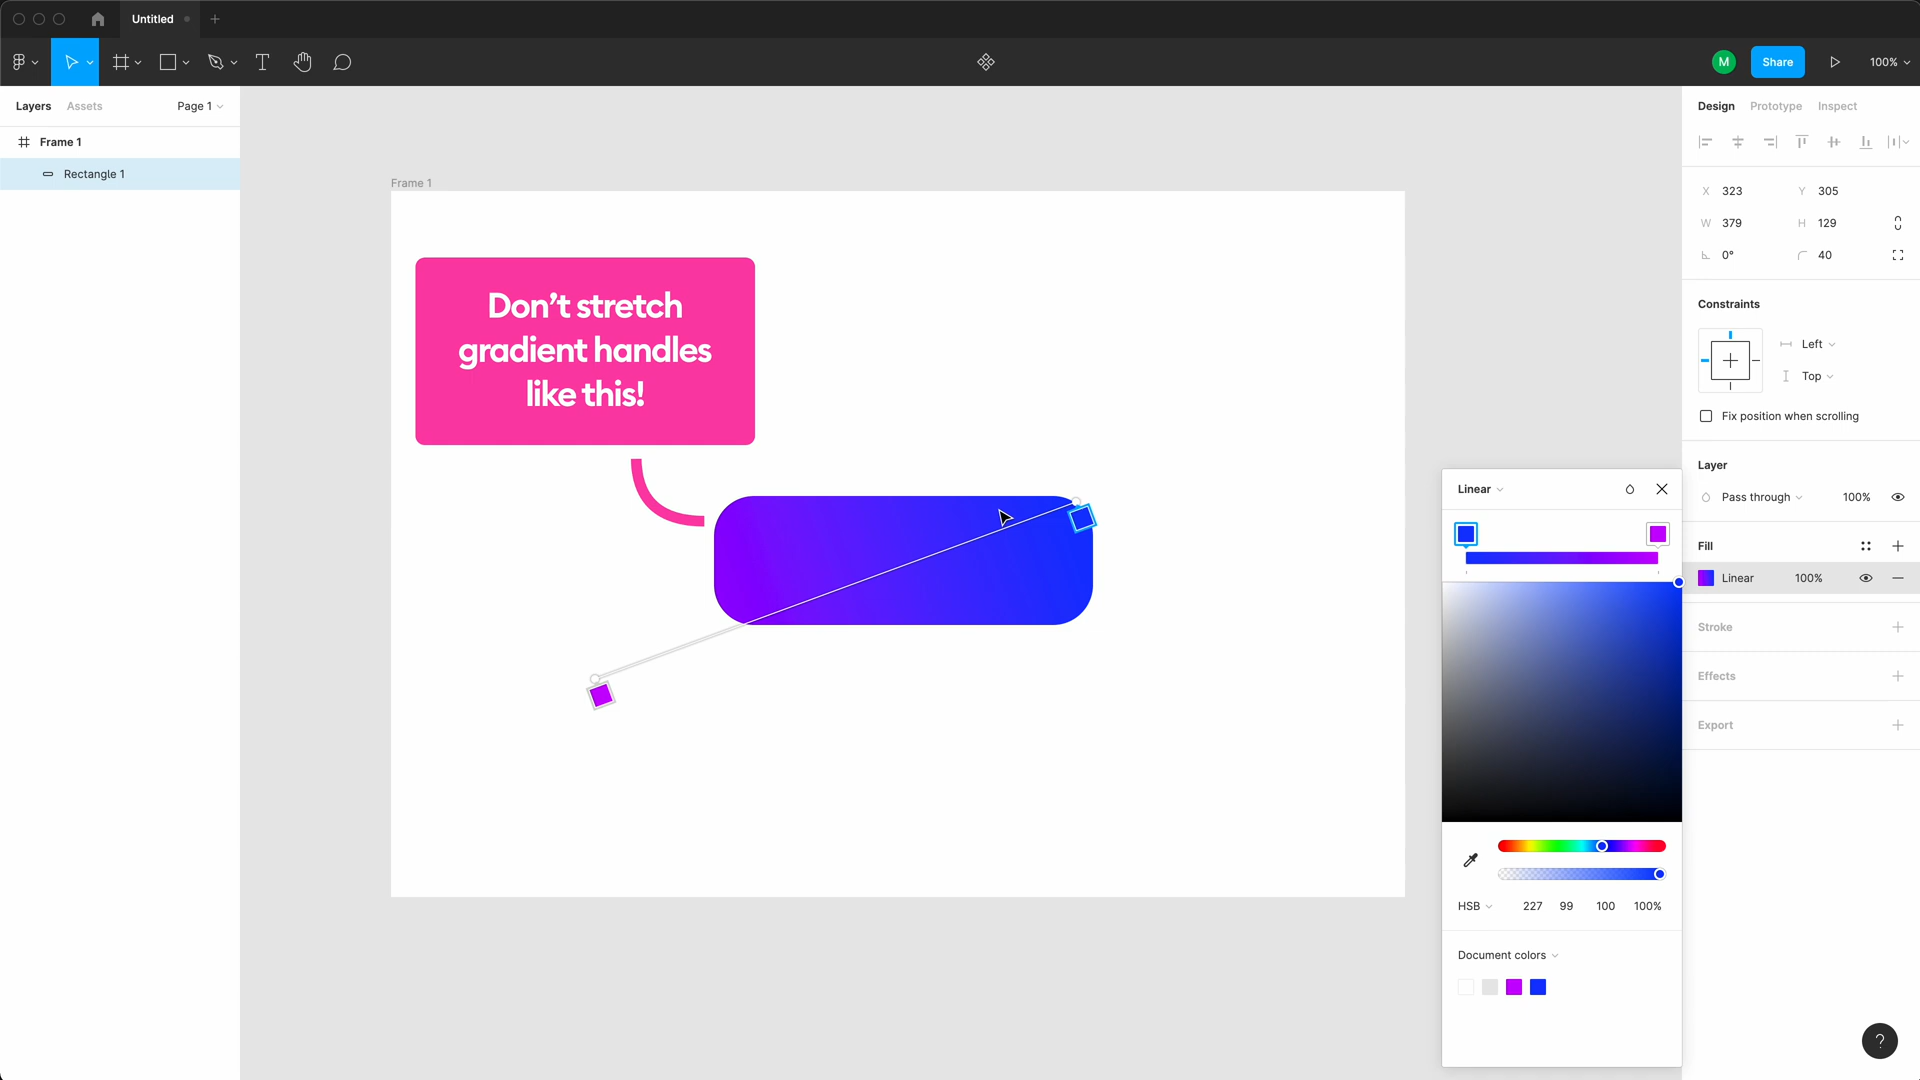 Untitled
M
Share
100%
Layers
Assets
Page 1
Design
Prototype
Inspect
Frame 1
Rectangle 1
Frame 1
Don’t stretch
gradient handles
like this!
X 323
Y 305
W 379
H 129
0°
40
Constraints
Left
Top
Fix position when scrolling
Layer
Pass through
100%
Fill
Linear
100%
Stroke
Effects
Export
Linear
HSB
227
99
100
100%
Document colors
?